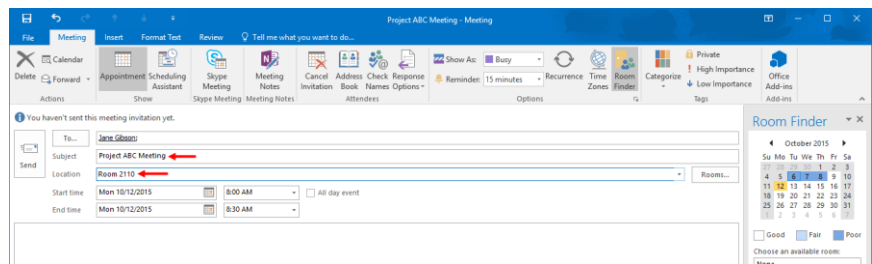 Project ABC Meeting - Meeting
File Meeting Insert Format Text Review Tell me what you want to do...
Delete
Calendar
Forward
Appointment
Scheduling Assistant
Skype Meeting
Meeting Notes
Cancel Invitation
Address Book
Check Names
Response Options
Show As: Busy
Reminder: 15 minutes
Recurrence
Time Zones
Room Finder
Categorize
Private
High Importance
Low Importance
Office Add-ins
Actions Show Skype Meeting Meeting Notes Attendees Options Tags Add-ins
You haven't sent this meeting invitation yet.
Send
To... Jane Gibson;
Subject Project ABC Meeting
Location Room 2110 Rooms...
Start time Mon 10/12/2015 8:00 AM All day event
End time Mon 10/12/2015 8:30 AM
Room Finder
October 2015
Su Mo Tu We Th Fr Sa
27 28 29 30 1 2 3
4 5 6 7 8 9 10
11 12 13 14 15 16 17
18 19 20 21 22 23 24
25 26 27 28 29 30 31
1 2 3 4 5 6 7
Good Fair Poor
Choose an available room:
None